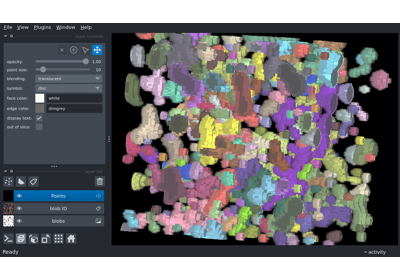 File View Plugins Window Help
opacity: 1.00
point size: 10
blending: translucent
symbol: disc
face color: white
edge color: dimgrey
display text:
out of slice:
Points
blob ID
blobs
Ready
activity